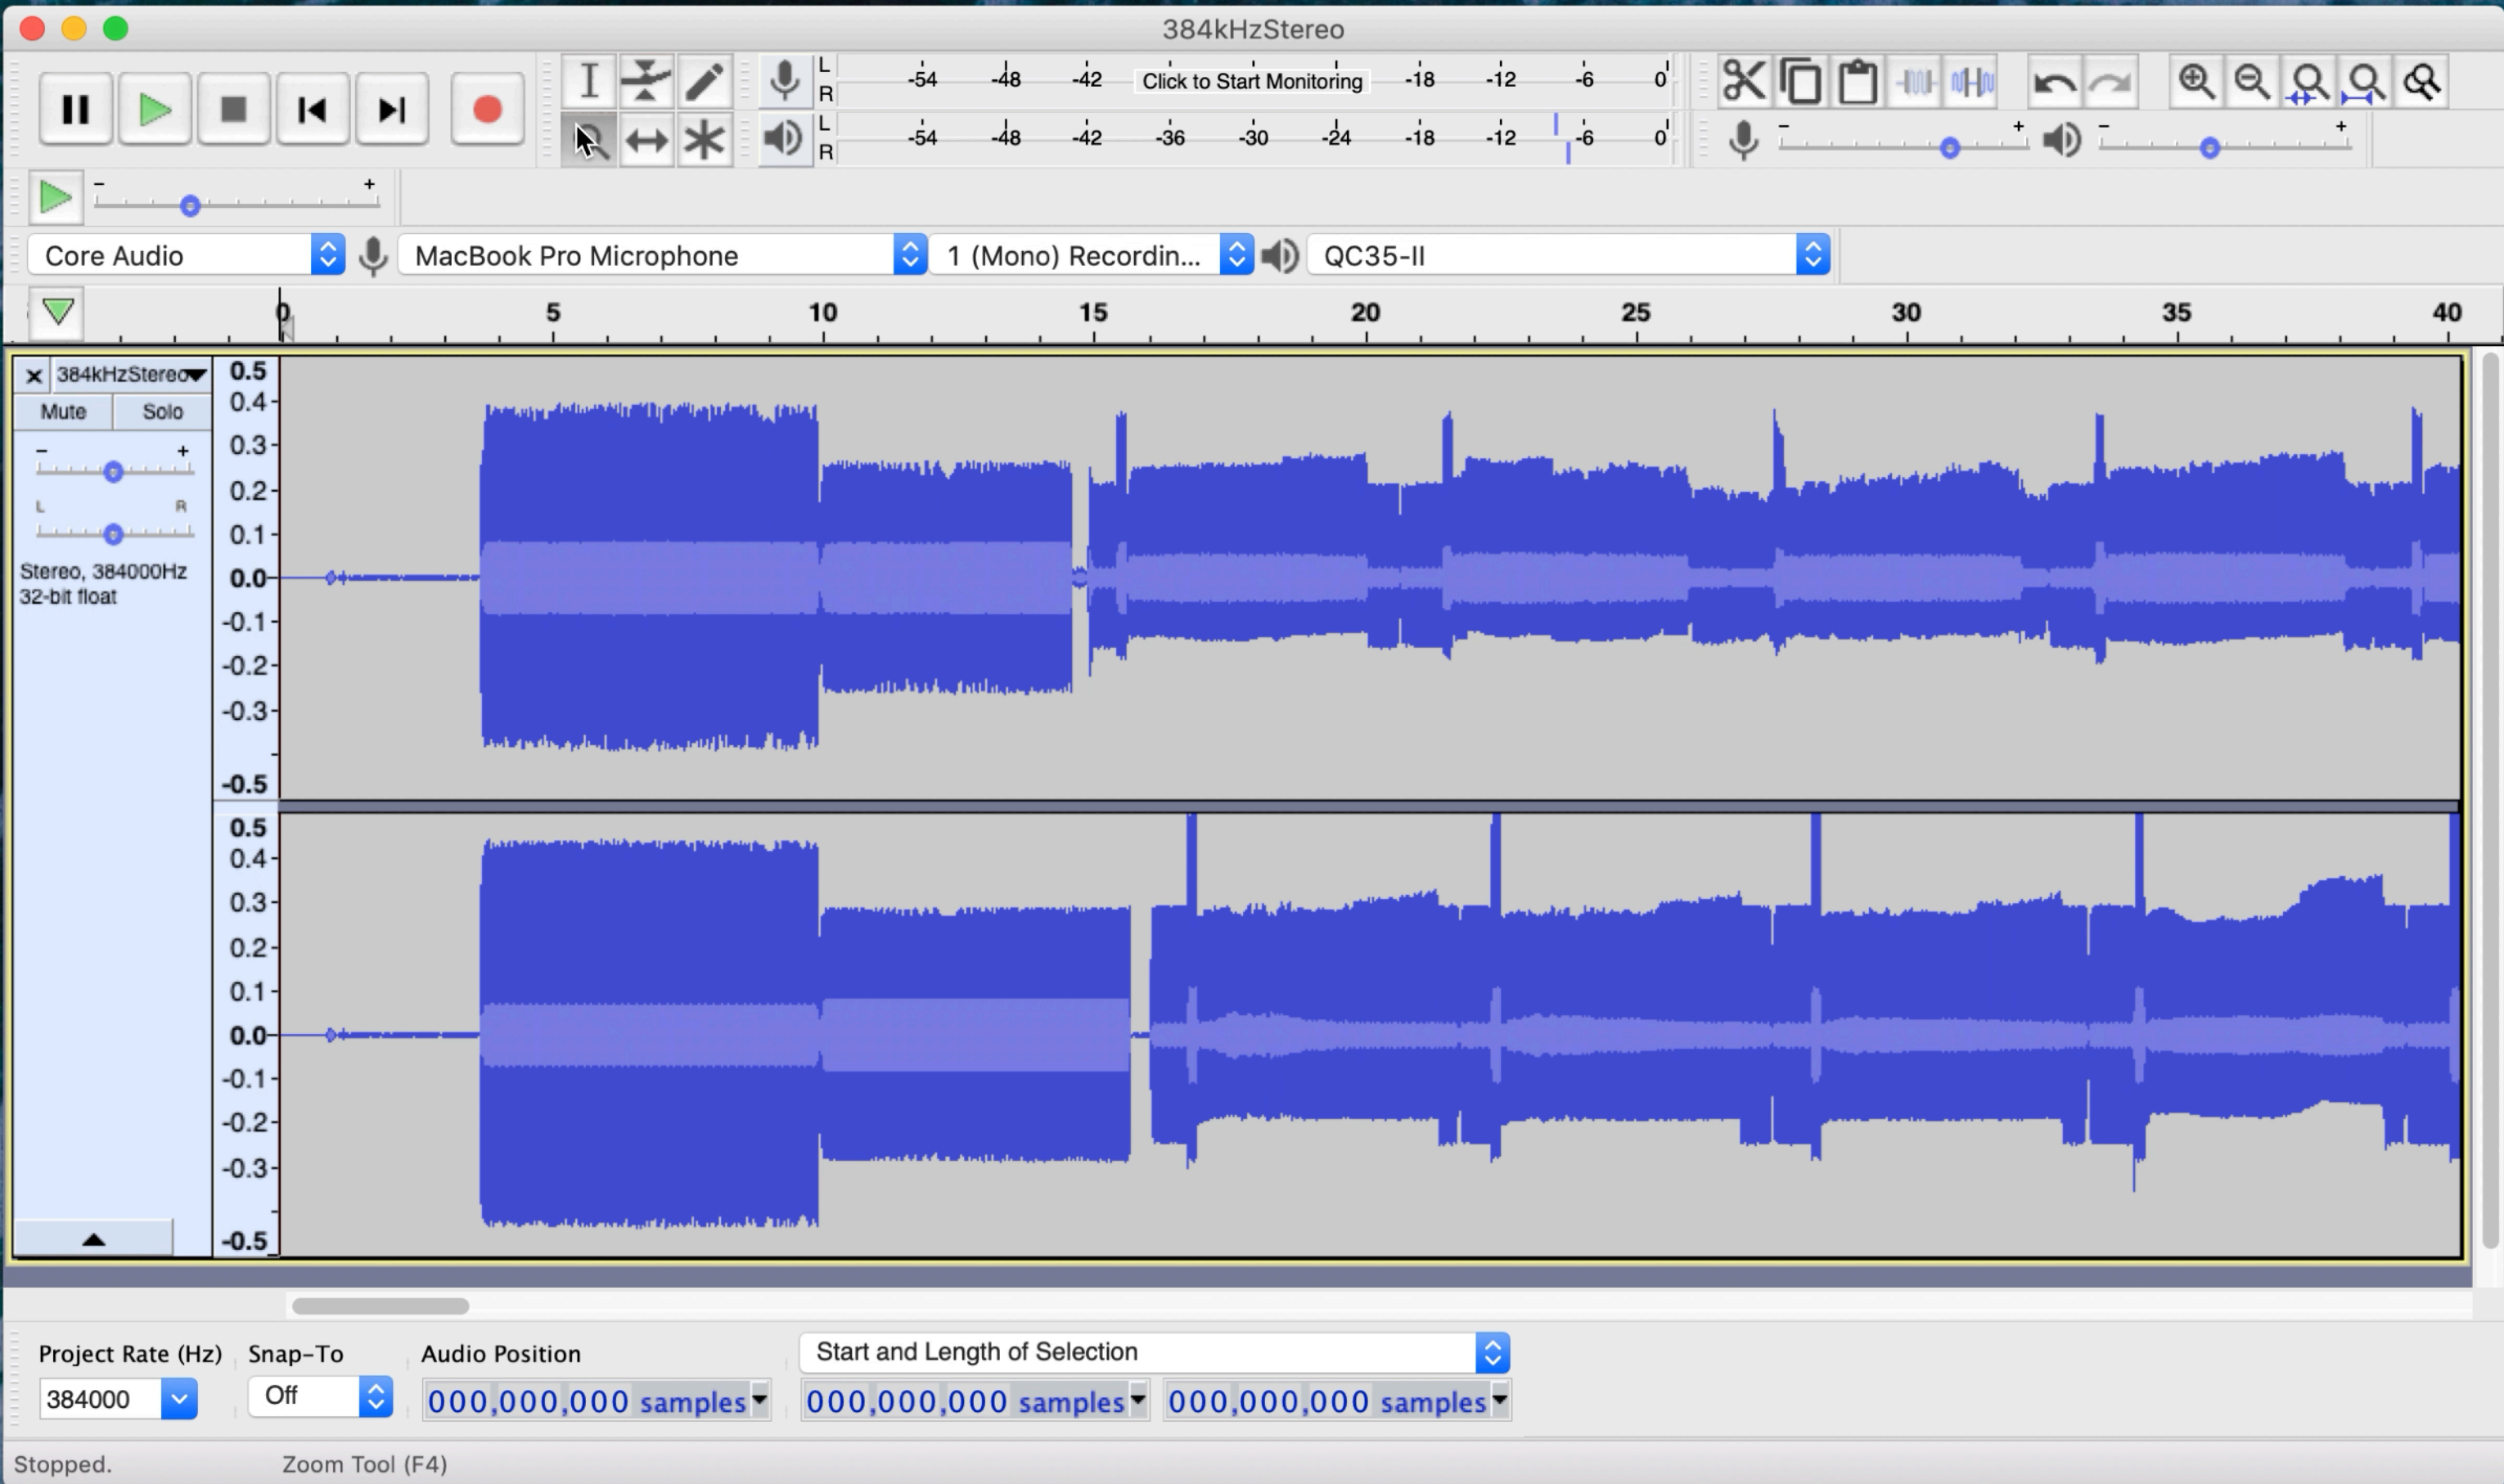 384kHzStereo
L
R
-54 -48 -42 Click to Start Monitoring -18 -12 -6 0
L
R
-54 -48 -42 -36 -30 -24 -18 -12 -6 0
- +
- +
- +
Core Audio
MacBook Pro Microphone
1 (Mono) Recordin...
QC35-II
0 5 10 15 20 25 30 35 40
384kHzStereo
Mute Solo
- +
L R
Stereo, 384000Hz
32-bit float
0.5
0.4
0.3
0.2
0.1
0.0
-0.1
-0.2
-0.3
-0.5
0.5
0.4
0.3
0.2
0.1
0.0
-0.1
-0.2
-0.3
-0.5
Project Rate (Hz) Snap-To Audio Position Start and Length of Selection
384000 Off 000,000,000 samples 000,000,000 samples 000,000,000 samples
Stopped. Zoom Tool (F4)